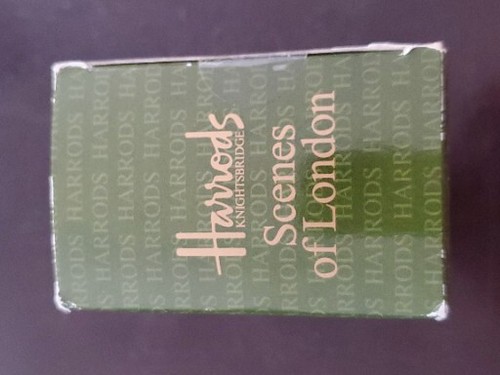 Harrods
KNIGHTSBRIDGE
Scenes
of London